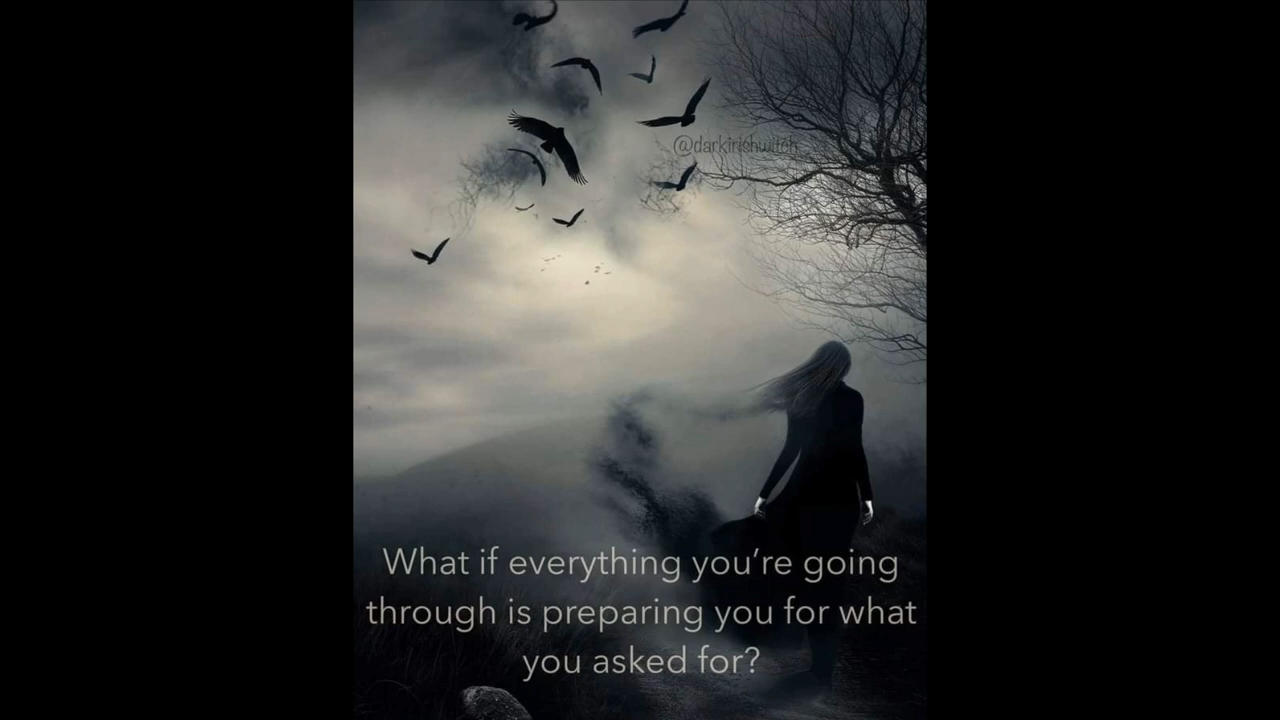 @darkirishwitch
What if everything you're going
through is preparing you for what
you asked for?